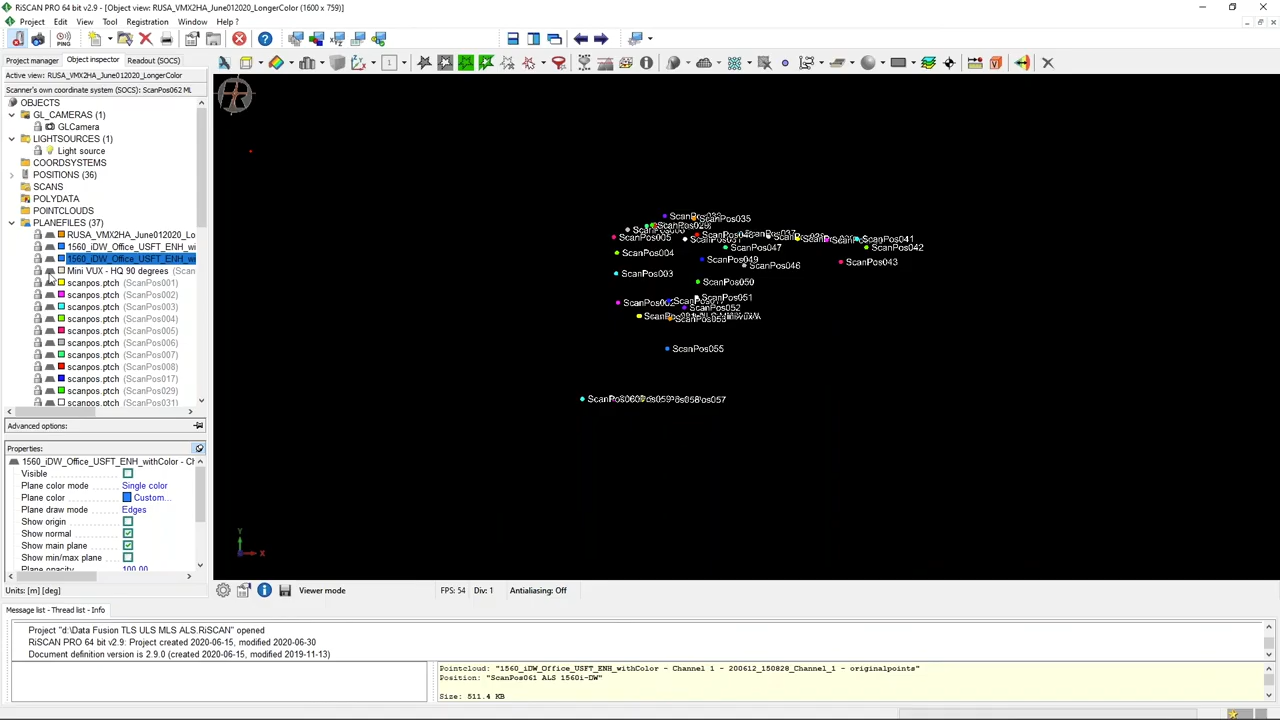 RiSCAN PRO 64 bit v2.9 - [Object view: RUSA_VMX2HA_June012020_LongerColor (1600 x 759)]
Project Edit View Tool Registration Window Help ?
PING
Project manager Object inspector Readout (SOCS)
Active view: RUSA_VMX2HA_June012020_LongerColor
Scanner's own coordinate system (SOCS): ScanPos062 ML
OBJECTS
GL_CAMERAS (1)
GLCamera
LIGHTSOURCES (1)
Light source
COORDSYSTEMS
POSITIONS (36)
SCANS
POLYDATA
POINTCLOUDS
PLANEFILES (37)
RUSA_VMX2HA_June012020_Lo
1560_iDW_Office_USFT_ENH_wi
1560_iDW_Office_USFT_ENH_wi
Mini VUX - HQ 90 degrees (Scan
scanpos.ptch (ScanPos001)
scanpos.ptch (ScanPos002)
scanpos.ptch (ScanPos003)
scanpos.ptch (ScanPos004)
scanpos.ptch (ScanPos005)
scanpos.ptch (ScanPos006)
scanpos.ptch (ScanPos007)
scanpos.ptch (ScanPos008)
scanpos.ptch (ScanPos017)
scanpos.ptch (ScanPos029)
scanpos.ptch (ScanPos031)
Advanced options:
Properties:
1560_iDW_Office_USFT_ENH_withColor - Ch
Visible
Plane color mode Single color
Plane color Custom...
Plane draw mode Edges
Show origin
Show normal
Show main plane
Show min/max plane
Plane opacity 100.00
Units: [m] [deg]
ScanPos035
ScanPos005
ScanPos041
ScanPos004
ScanPos047
ScanPos042
ScanPos049
ScanPos046
ScanPos043
ScanPos003
ScanPos050
ScanPos051
ScanPos052
ScanPos055
Y
X
Viewer mode FPS: 54 Div: 1 Antialiasing: Off
Message list - Thread list - Info
Project "d:\Data Fusion TLS ULS MLS ALS.RiSCAN" opened
RiSCAN PRO 64 bit v2.9: Project created 2020-06-15, modified 2020-06-30
Document definition version is 2.9.0 (created 2020-06-15, modified 2019-11-13)
Pointcloud: "1560_iDW_Office_USFT_ENH_withColor - Channel 1 - 200612_150828_Channel_1 - originalpoints"
Position: "ScanPos061 ALS 1560i-DW"
Size: 511.4 KB